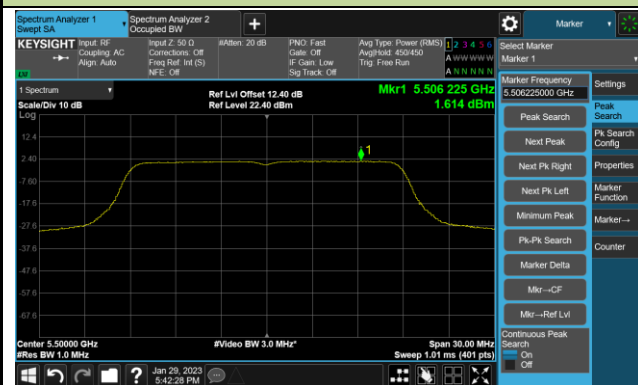 Spectrum Analyzer 1
Swept SA
Spectrum Analyzer 2
Occupied BW
Marker
KEYSIGHT
Input: RF
Coupling: AC
Align: Auto
Input Z: 50 Ω
Corrections: Off
Freq Ref: Int (S)
NFE: Off
#Atten: 20 dB
PNO: Fast
Gate: Off
IF Gain: Low
Sig Track: Off
Avg Type: Power (RMS)
Avg|Hold: 450/450
Trig: Free Run
1 2 3 4 5 6
A W W W W W
A N N N N N
Select Marker
Marker 1
1 Spectrum
Scale/Div 10 dB
Log
Ref Lvl Offset 12.40 dB
Ref Level 22.40 dBm
Mkr1 5.506 225 GHz
1.614 dBm
1
12.4
2.40
-7.60
-17.6
-27.6
-37.6
-47.6
-57.6
-67.6
Center 5.50000 GHz
#Res BW 1.0 MHz
#Video BW 3.0 MHz*
Span 30.00 MHz
Sweep 1.01 ms (401 pts)
Marker Frequency
5.506225000 GHz
Peak Search
Next Peak
Next Pk Right
Next Pk Left
Minimum Peak
Pk-Pk Search
Marker Delta
Mkr→CF
Mkr→Ref Lvl
Continuous Peak
Search
On
Off
Settings
Peak
Search
Pk Search
Config
Properties
Marker
Function
Marker→
Counter
Jan 29, 2023
5:42:28 PM